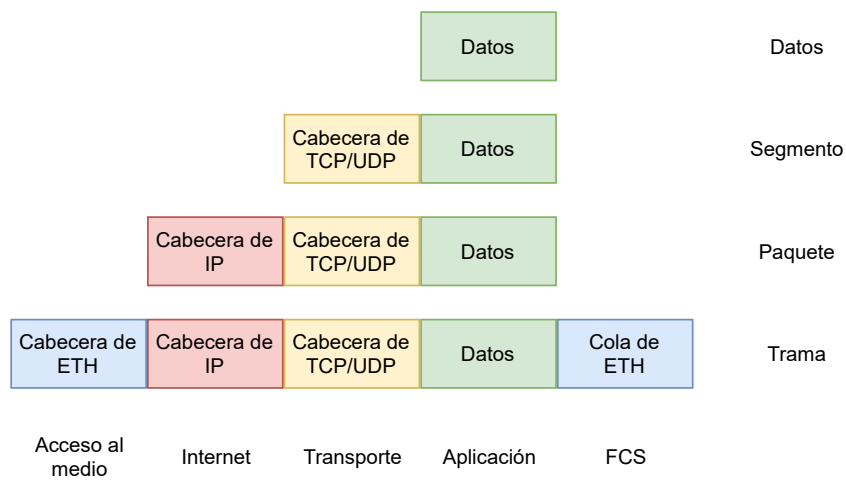 Datos Datos
Cabecera de
TCP/UDP Datos Segmento
Cabecera de
IP Cabecera de
TCP/UDP Datos Paquete
Cabecera de
ETH Cabecera de
IP Cabecera de
TCP/UDP Datos Cola de
ETH Trama
Acceso al
medio Internet Transporte Aplicación FCS